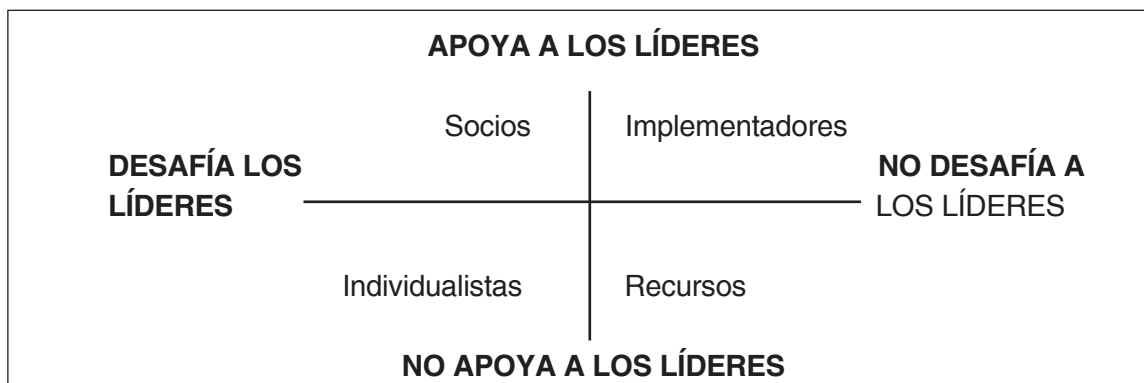 APOYA A LOS LÍDERES
Socios
Implementadores
DESAFÍA LOS
LÍDERES
NO DESAFÍA A
LOS LÍDERES
Individualistas
Recursos
NO APOYA A LOS LÍDERES